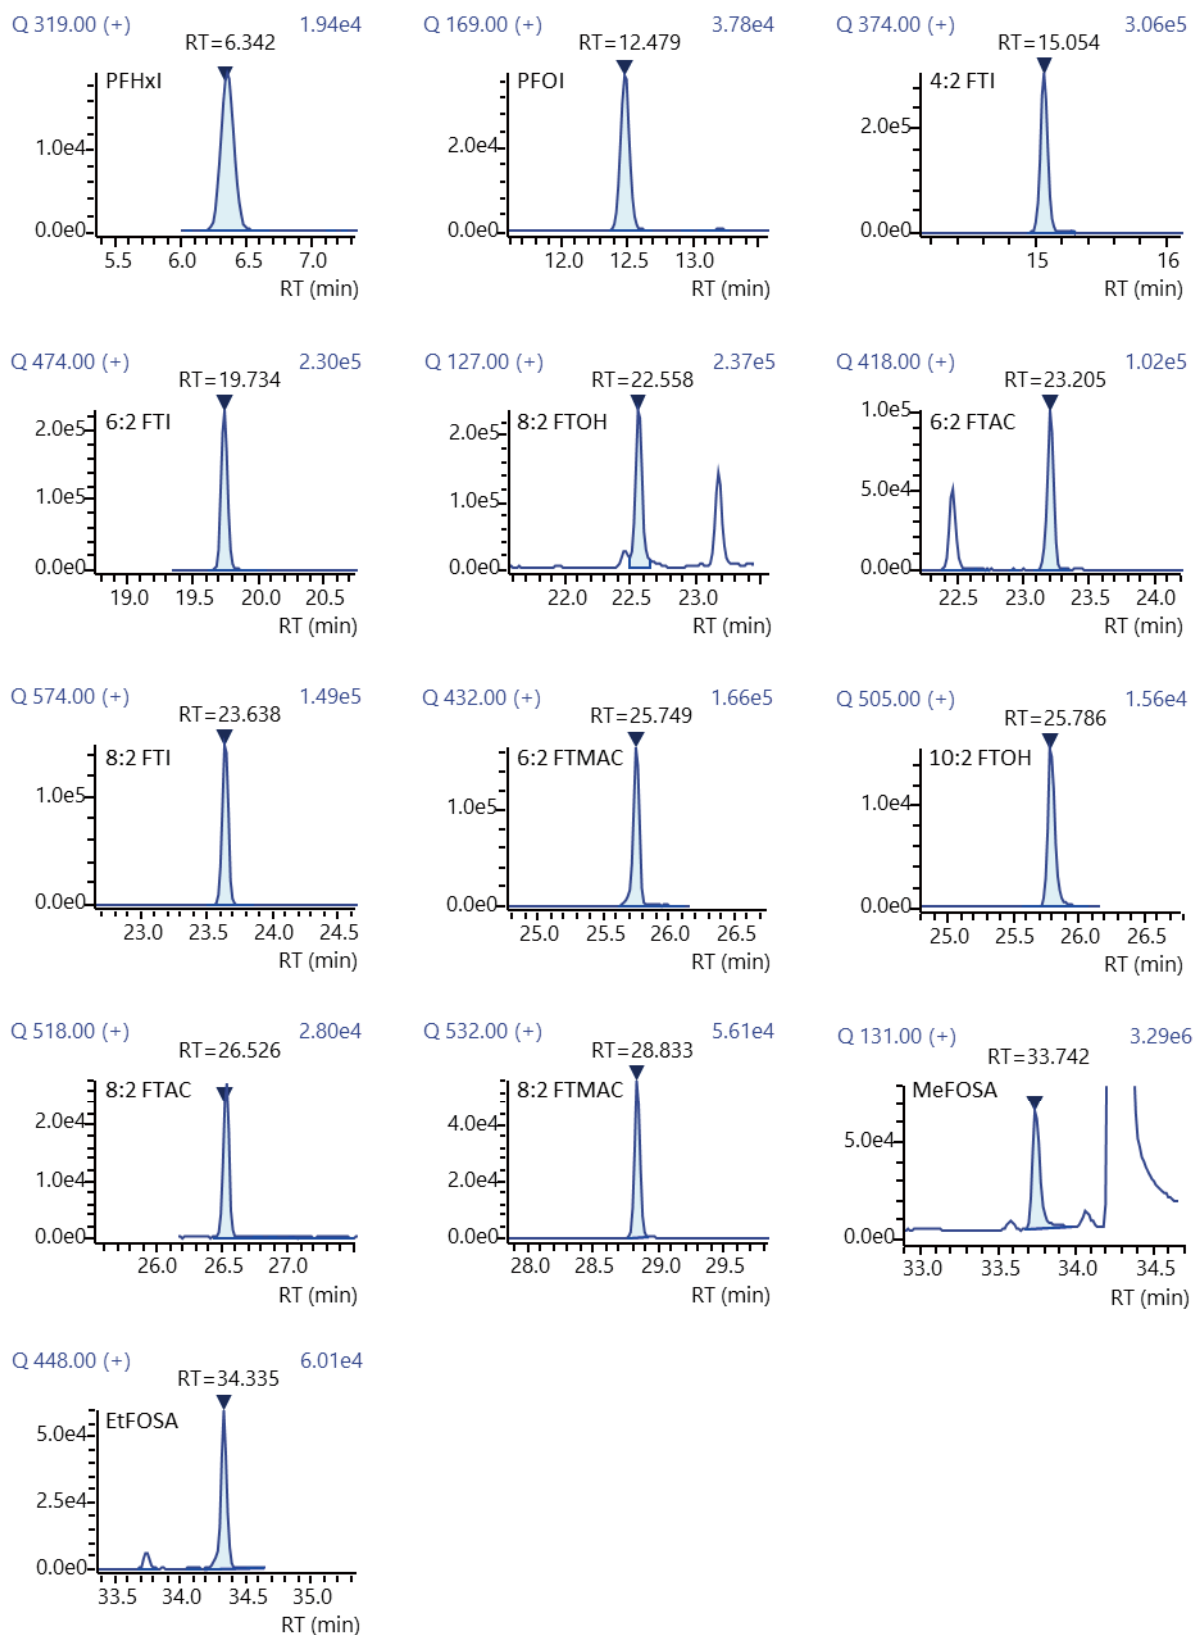 Q 319.00 (+) 1.94e4
RT=6.342
PFHxI
1.0e4
0.0e0
5.5 6.0 6.5 7.0
RT (min)
Q 169.00 (+) 3.78e4
RT=12.479
PFOI
2.0e4
0.0e0
12.0 12.5 13.0
RT (min)
Q 374.00 (+) 3.06e5
RT=15.054
4:2 FTI
2.0e5
0.0e0
15 16
RT (min)
Q 474.00 (+) 2.30e5
RT=19.734
6:2 FTI
2.0e5
1.0e5
0.0e0
19.0 19.5 20.0 20.5
RT (min)
Q 127.00 (+) 2.37e5
RT=22.558
8:2 FTOH
2.0e5
1.0e5
0.0e0
22.0 22.5 23.0
RT (min)
Q 418.00 (+) 1.02e5
RT=23.205
1.0e5
6:2 FTAC
5.0e4
0.0e0
22.5 23.0 23.5 24.0
RT (min)
Q 574.00 (+) 1.49e5
RT=23.638
8:2 FTI
1.0e5
0.0e0
23.0 23.5 24.0 24.5
RT (min)
Q 432.00 (+) 1.66e5
RT=25.749
6:2 FTMAC
1.0e5
0.0e0
25.0 25.5 26.0 26.5
RT (min)
Q 505.00 (+) 1.56e4
RT=25.786
10:2 FTOH
1.0e4
0.0e0
25.0 25.5 26.0 26.5
RT (min)
Q 518.00 (+) 2.80e4
RT=26.526
8:2 FTAC
2.0e4
1.0e4
0.0e0
26.0 26.5 27.0
RT (min)
Q 532.00 (+) 5.61e4
RT=28.833
8:2 FTMAC
4.0e4
2.0e4
0.0e0
28.0 28.5 29.0 29.5
RT (min)
Q 131.00 (+) 3.29e6
RT=33.742
MeFOSA
5.0e4
0.0e0
33.0 33.5 34.0 34.5
RT (min)
Q 448.00 (+) 6.01e4
RT=34.335
EtFOSA
5.0e4
2.5e4
0.0e0
33.5 34.0 34.5 35.0
RT (min)